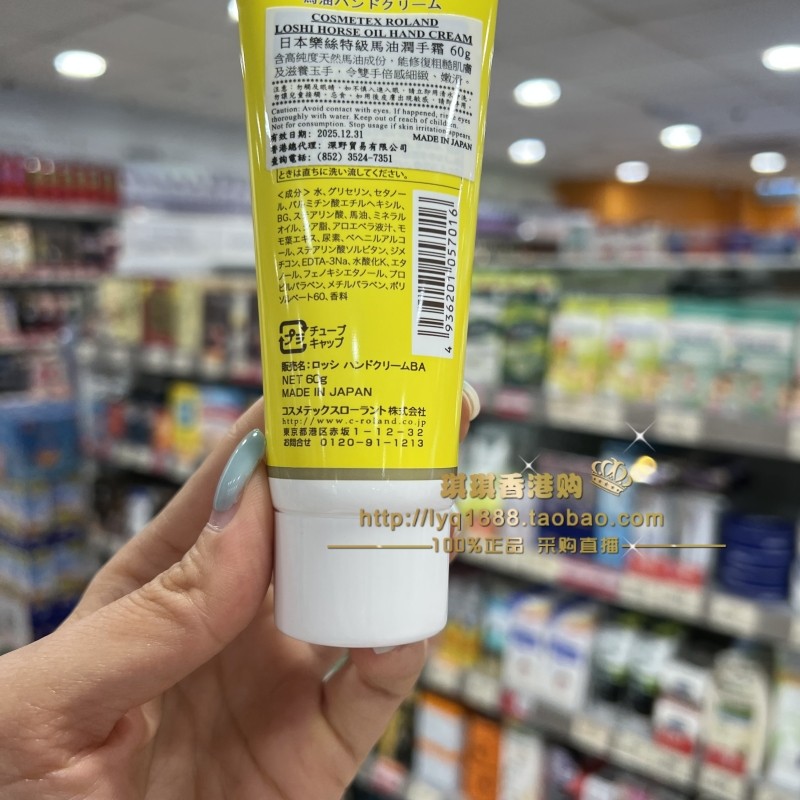 馬油ハンドクリーム
COSMETEX ROLAND
LOSHI HORSE OIL HAND CREAM
日本樂絲特級馬油潤手霜 60g
含高純度天然馬油成份，能修復粗糙肌膚
及滋養玉手，令雙手倍感細緻、嫩滑。
Caution: Avoid contact with eyes. If happened, rinse eyes
thoroughly with water. Keep out of reach of children.
Not for consumption. Stop usage if skin irritation appears.
有效日期: 2025.12.31
MADE IN JAPAN
香港總代理: 深野貿易有限公司
查詢電話: (852) 3524-7351
ときは直ちに洗い流してください。
＜成分＞水、グリセリン、セタノー
ル、パルミチン酸エチルヘキシル、
BG、ステアリン酸、馬油、ミネラル
オイル、シア脂、アロエベラ液汁、モ
モ葉エキス、尿素、ベヘニルアルコ
ール、ステアリン酸ソルビタン、ジメ
チコン、EDTA-3Na、水酸化K、エタ
ノール、フェノキシエタノール、プロ
ピルパラベン、メチルパラベン、ポリ
ソルベート60、香料
4 936201 057016
プラ チューブ
キャップ
販売名：ロッシ ハンドクリームBA
NET 60g
MADE IN JAPAN
コスメテックスローランド株式会社
http://www.c-roland.co.jp
東京都港区赤坂1-12-32
お問合せ 0120-91-1213
琪琪香港购
http://lyq1888.taobao.com
100%正品 采购直播